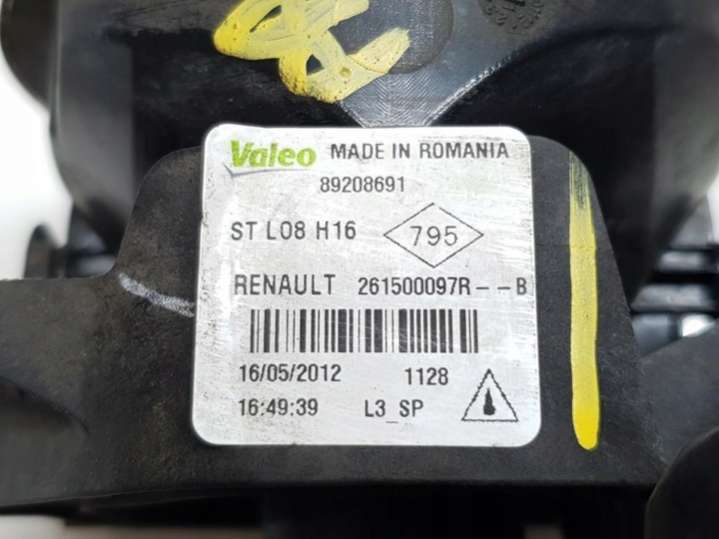 Valeo MADE IN ROMANIA
89208691
ST L08 H16 795
RENAULT 261500097R--B
16/05/2012 1128
16:49:39 L3_SP